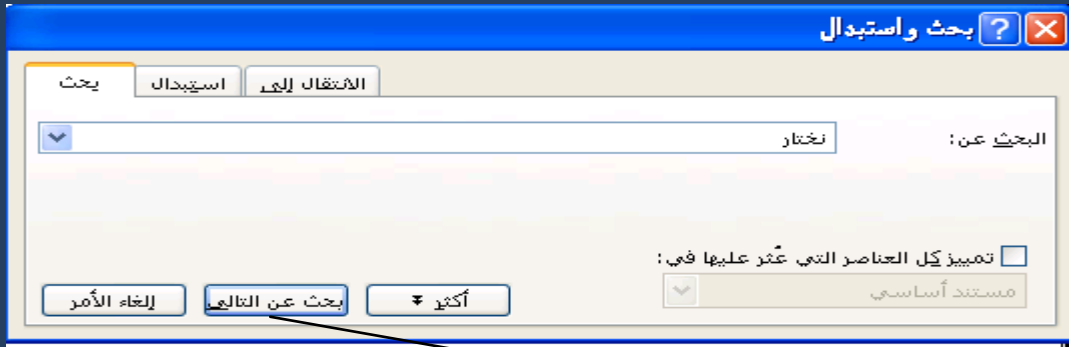 بحث واستبدال
بحث استبدال الانتقال إلى
البحث عن: نختار
تمييز كل العناصر التي عُثر عليها في:
مستند أساسي
أكثر بحث عن التالي إلغاء الأمر